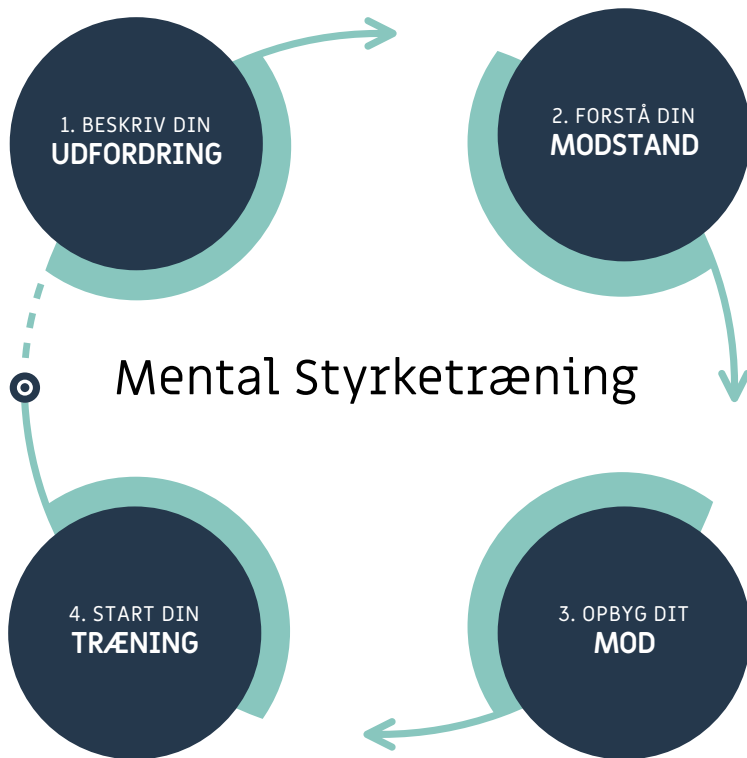 1. BESKRIV DIN
UDFORDRING
2. FORSTÅ DIN
MODSTAND
Mental Styrketræning
4. START DIN
TRÆNING
3. OPBYG DIT
MOD